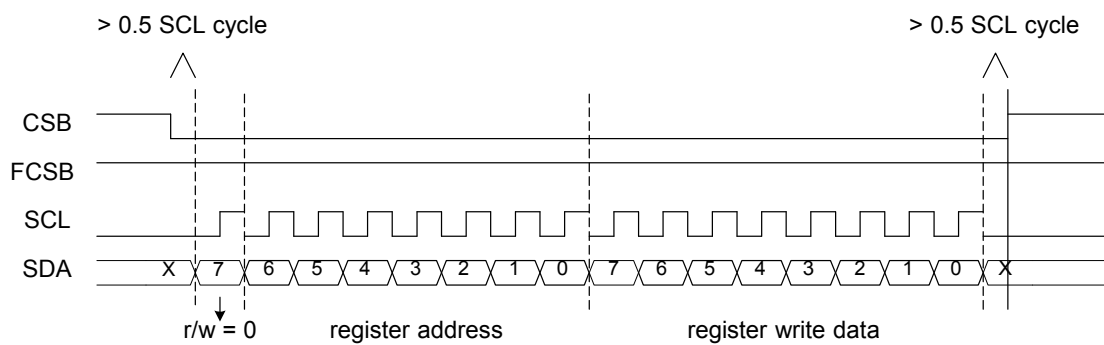 > 0.5 SCL cycle > 0.5 SCL cycle
CSB
FCSB
SCL
SDA X 7 6 5 4 3 2 1 0 7 6 5 4 3 2 1 0 X
r/w = 0 register address register write data